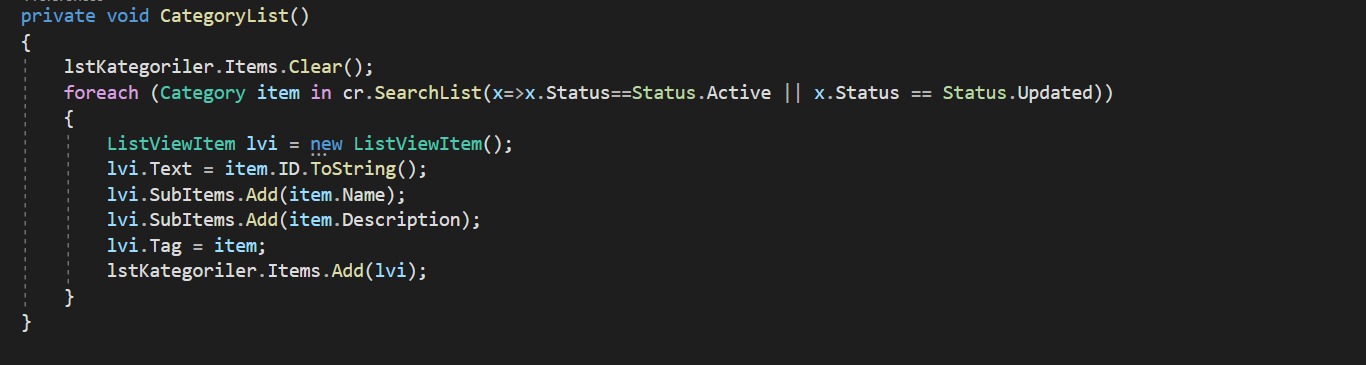 private void CategoryList()
{
lstKategoriler.Items.Clear();
foreach (Category item in cr.SearchList(x=>x.Status==Status.Active || x.Status == Status.Updated))
{
ListViewItem lvi = new ListViewItem();
lvi.Text = item.ID.ToString();
lvi.SubItems.Add(item.Name);
lvi.SubItems.Add(item.Description);
lvi.Tag = item;
lstKategoriler.Items.Add(lvi);
}
}